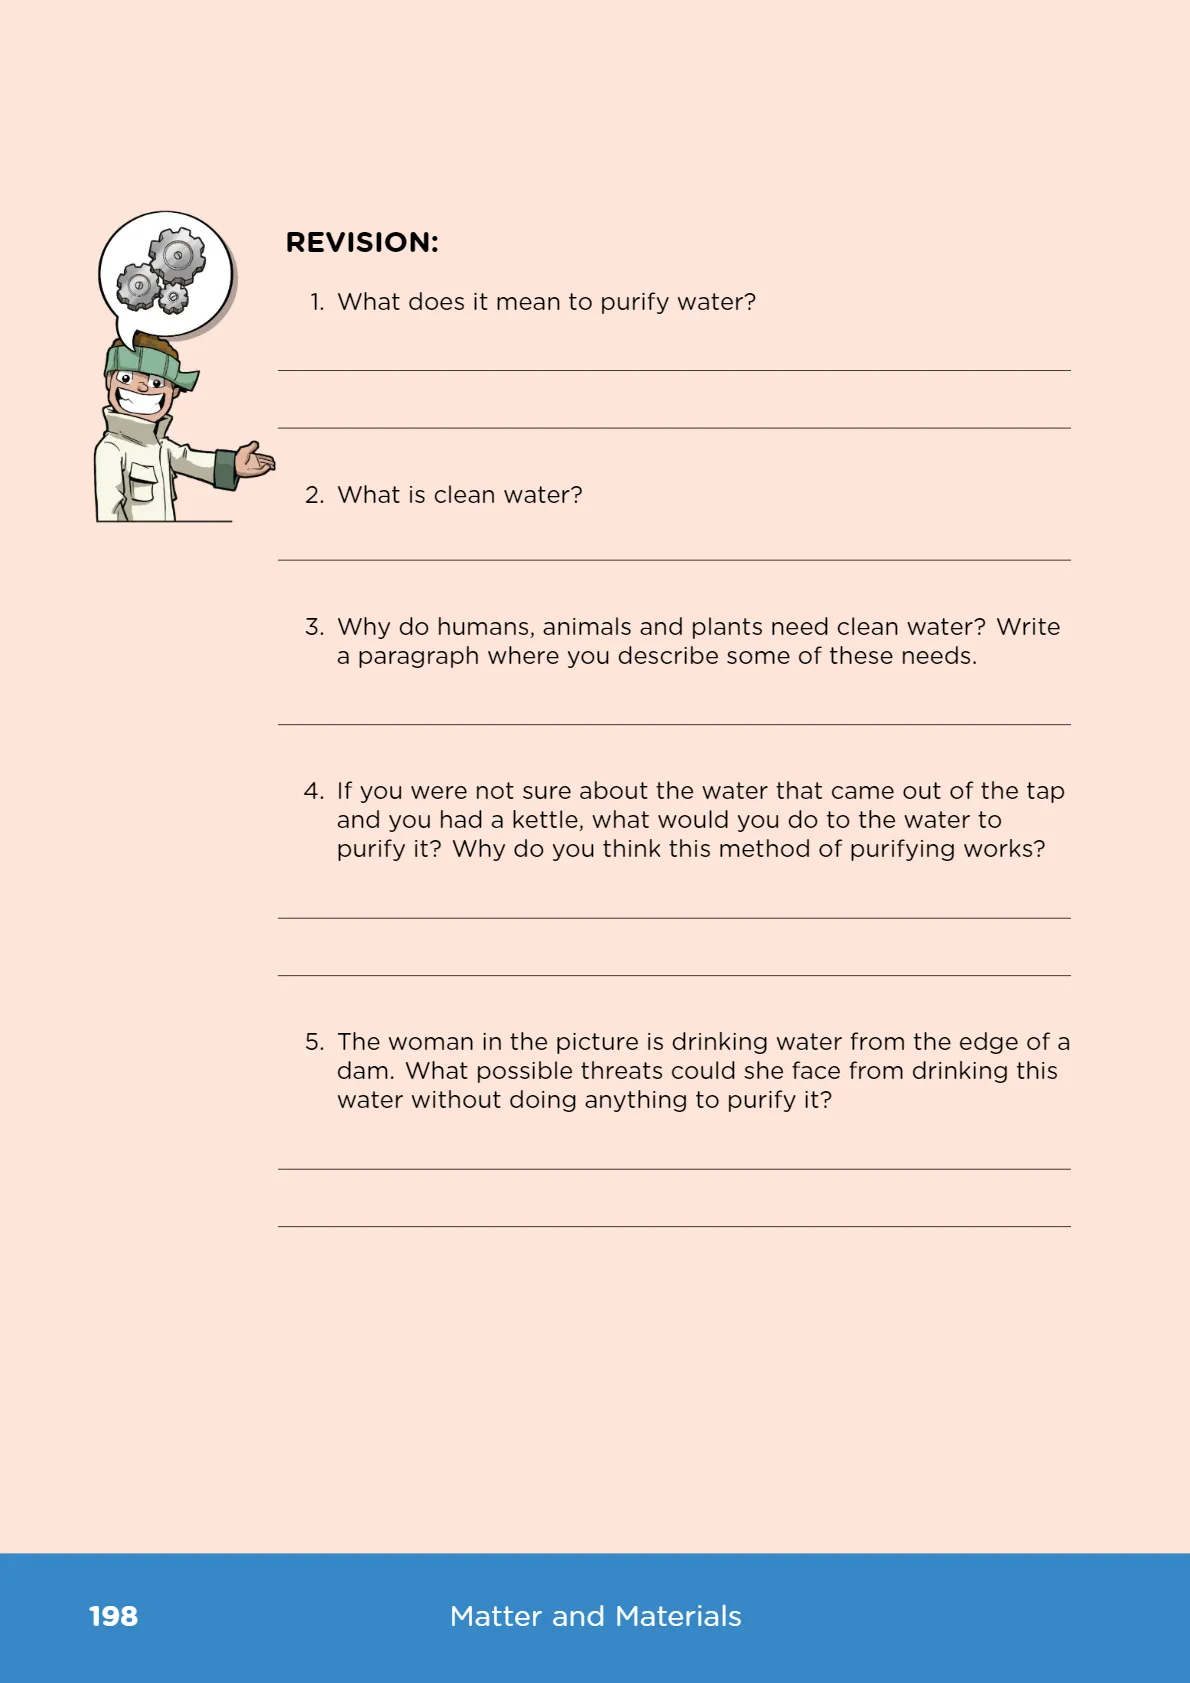 REVISION:
1. What does it mean to purify water?
2. What is clean water?
3. Why do humans, animals and plants need clean water? Write
a paragraph where you describe some of these needs.
4. If you were not sure about the water that came out of the tap
and you had a kettle, what would you do to the water to
purify it? Why do you think this method of purifying works?
5. The woman in the picture is drinking water from the edge of a
dam. What possible threats could she face from drinking this
water without doing anything to purify it?
198 Matter and Materials